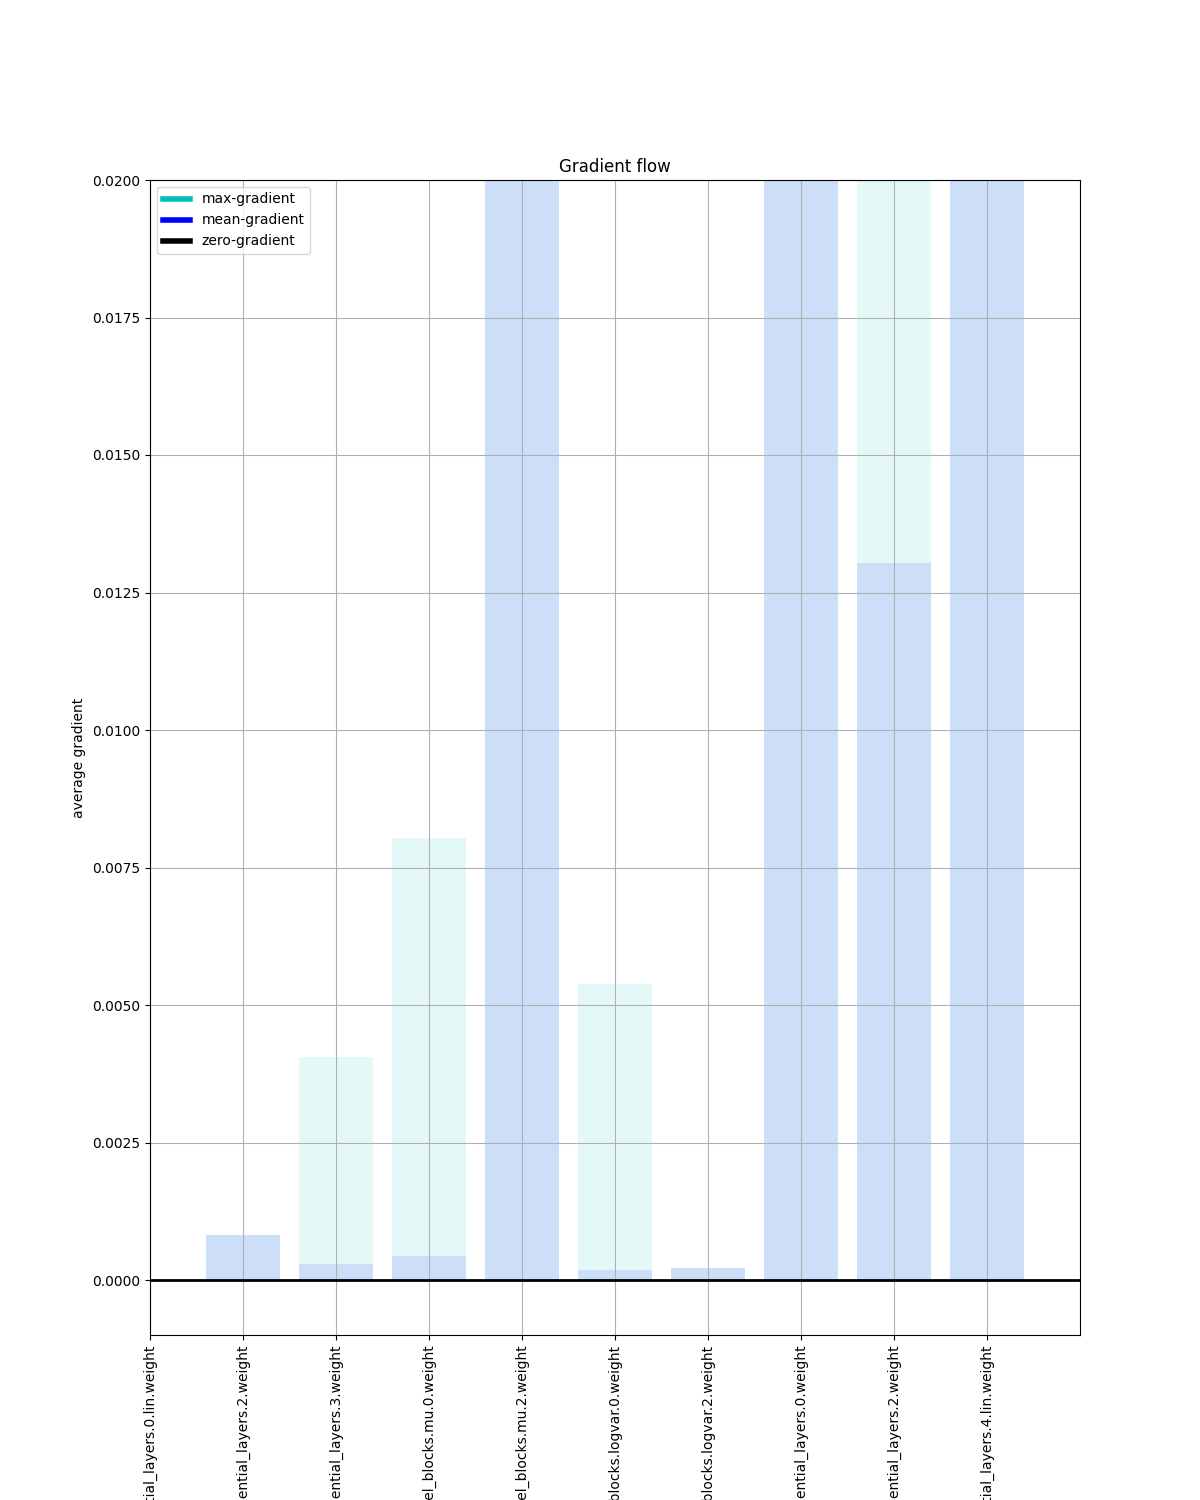 Gradient flow
max-gradient
mean-gradient
zero-gradient
0.0200
0.0175
0.0150
0.0125
0.0100
0.0075
0.0050
0.0025
0.0000
average gradient
tial_layers.0.lin.weight
ential_layers.2.weight
ential_layers.3.weight
el_blocks.mu.0.weight
el_blocks.mu.2.weight
blocks.logvar.0.weight
blocks.logvar.2.weight
ential_layers.0.weight
ential_layers.2.weight
tial_layers.4.lin.weight